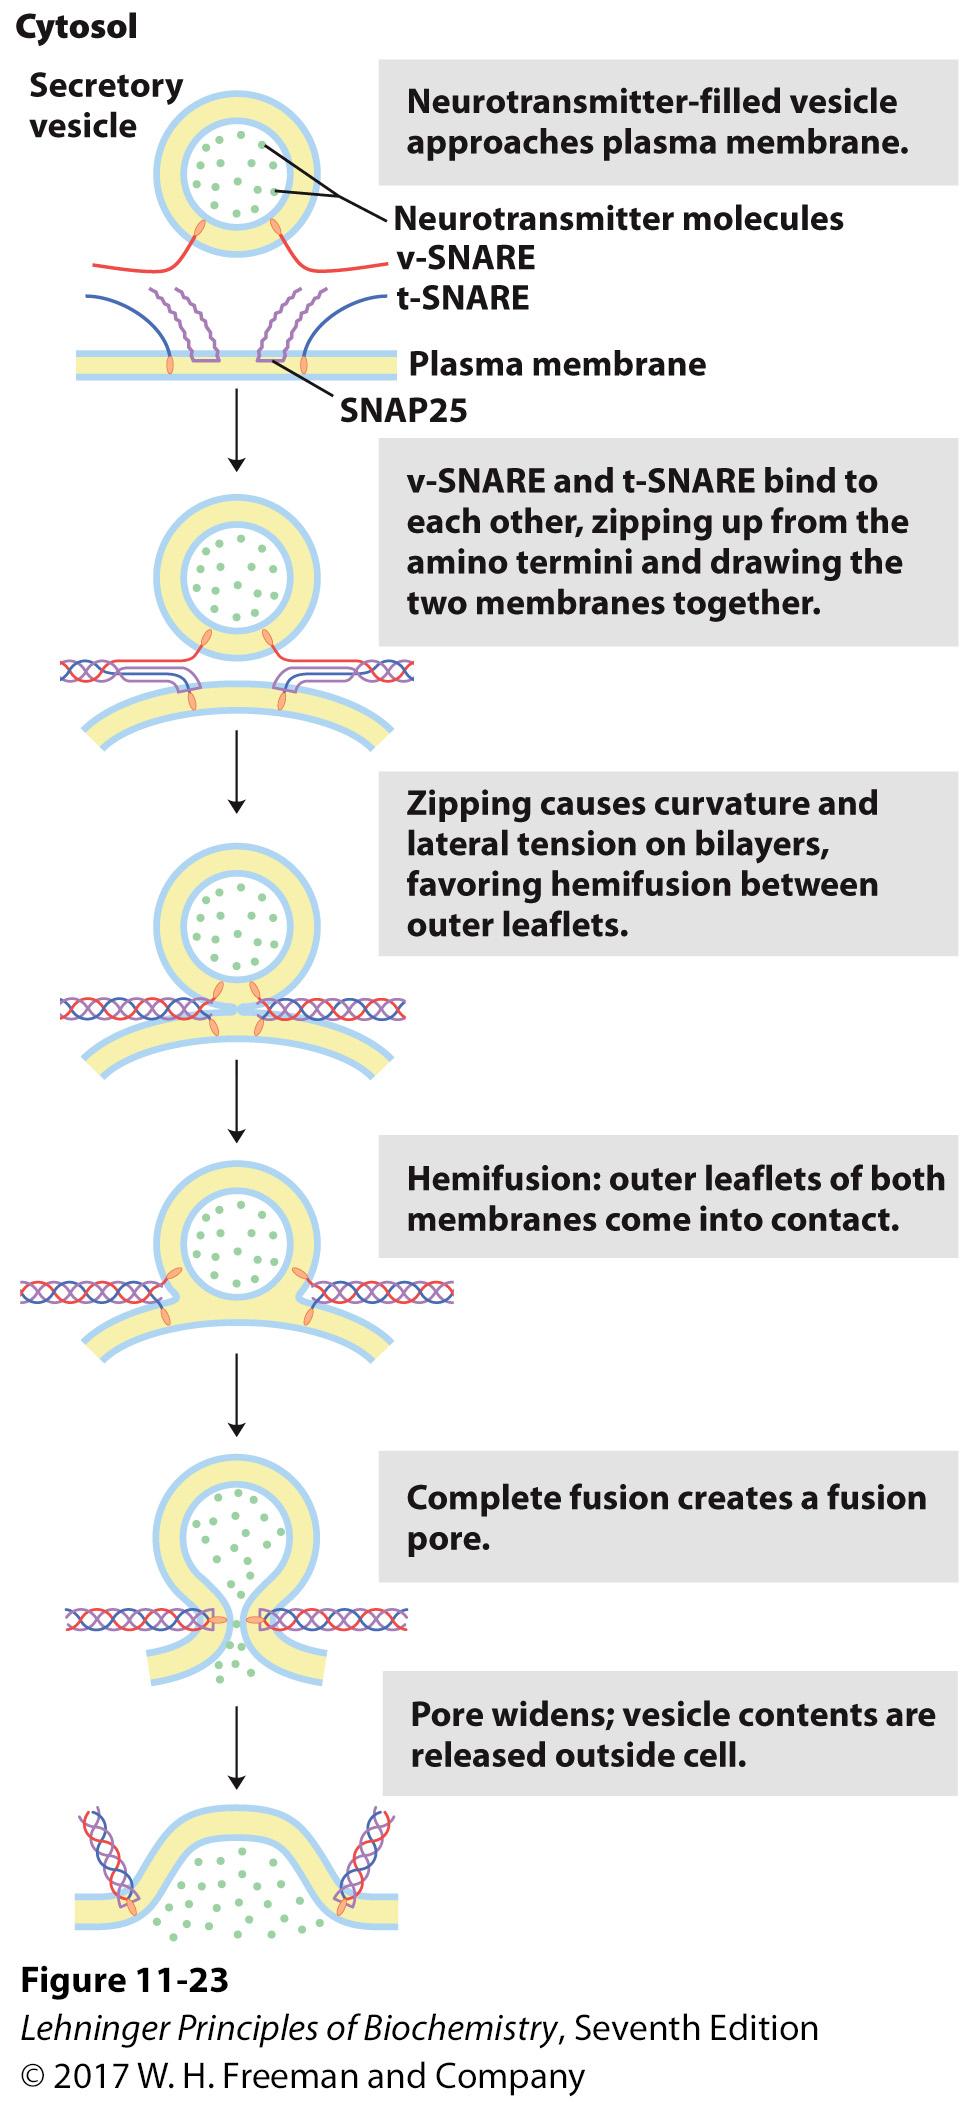 Cytosol
Secretory
vesicle
Neurotransmitter-filled vesicle
approaches plasma membrane.
Neurotransmitter molecules
v-SNARE
t-SNARE
Plasma membrane
SNAP25
v-SNARE and t-SNARE bind to
each other, zipping up from the
amino termini and drawing the
two membranes together.
Zipping causes curvature and
lateral tension on bilayers,
favoring hemifusion between
outer leaflets.
Hemifusion: outer leaflets of both
membranes come into contact.
Complete fusion creates a fusion
pore.
Pore widens; vesicle contents are
released outside cell.
Figure 11-23
Lehninger Principles of Biochemistry, Seventh Edition
© 2017 W. H. Freeman and Company